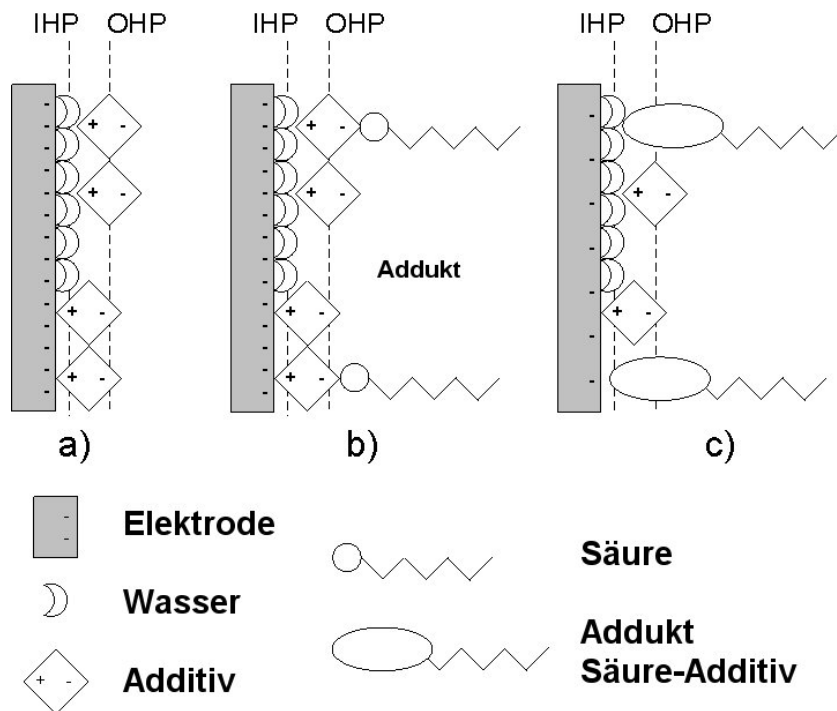 IHP OHP IHP OHP IHP OHP
Addukt
a) b) c)
Elektrode
Wasser
Additiv
Säure
Addukt
Säure-Additiv